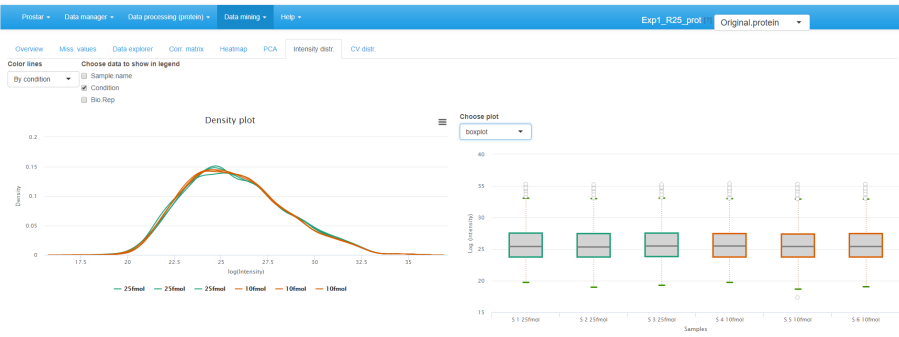 Prostar Data manager Data processing (protein) Data mining Help Exp1_R25_prot Original.protein
Overview Miss. values Data explorer Corr. matrix Heatmap PCA Intensity distr. CV distr.
Color lines Choose data to show in legend
By condition Sample.name
Condition
Bio.Rep
Density plot
0.2
0.15
0.1
0.05
0
Density
17.5 20 22.5 25 27.5 30 32.5 35
log(intensity)
25fmol 25fmol 25fmol 10fmol 10fmol 10fmol
Choose plot
boxplot
40
35
30
25
20
15
Log (intensity)
S 1 25fmol S 2 25fmol S 3 25fmol S 4 10fmol S 5 10fmol S 6 10fmol
Samples